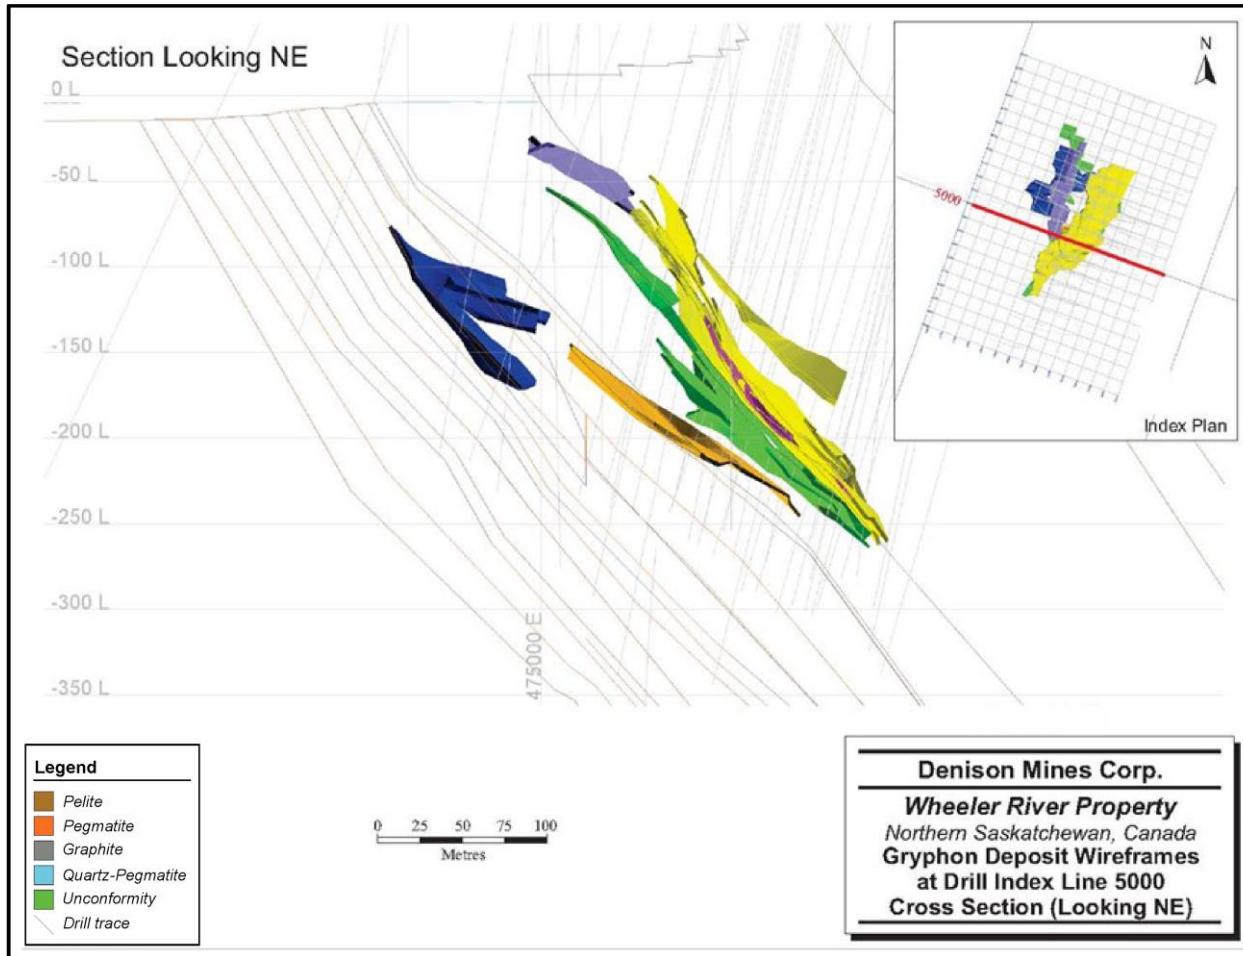 Section Looking NE
0 L
-50 L
-100 L
-150 L
-200 L
-250 L
-300 L
-350 L
475000 E
N
5000
Index Plan
Legend
Pelite
Pegmatite
Graphite
Quartz-Pegmatite
Unconformity
Drill trace
0 25 50 75 100
Metres
Denison Mines Corp.
Wheeler River Property
Northern Saskatchewan, Canada
Gryphon Deposit Wireframes
at Drill Index Line 5000
Cross Section (Looking NE)